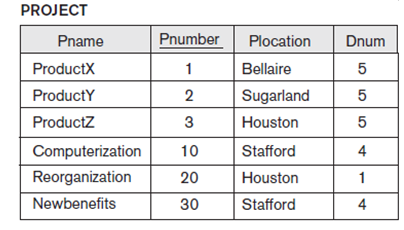 PROJECT
Pname Pnumber Plocation Dnum
ProductX 1 Bellaire 5
ProductY 2 Sugarland 5
ProductZ 3 Houston 5
Computerization 10 Stafford 4
Reorganization 20 Houston 1
Newbenefits 30 Stafford 4